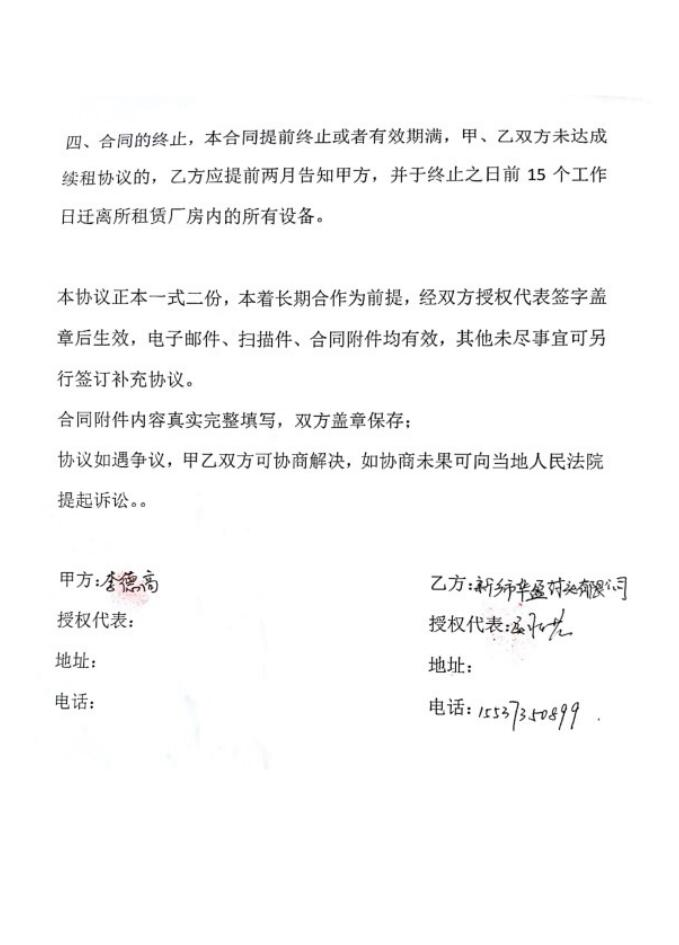 四、合同的终止，本合同提前终止或者有效期满，甲、乙双方未达成
续租协议的，乙方应提前两月告知甲方，并于终止之日前 15 个工作
日迁离所租赁厂房内的所有设备。
本协议正本一式二份，本着长期合作为前提，经双方授权代表签字盖
章后生效，电子邮件、扫描件、合同附件均有效，其他未尽事宜可另
行签订补充协议。
合同附件内容真实完整填写，双方盖章保存；
协议如遇争议，甲乙双方可协商解决，如协商未果可向当地人民法院
提起诉讼。。
甲方：李德高
授权代表：
地址：
电话：
乙方：新乡市华盈有限公司
授权代表：
地址：
电话：15537350899